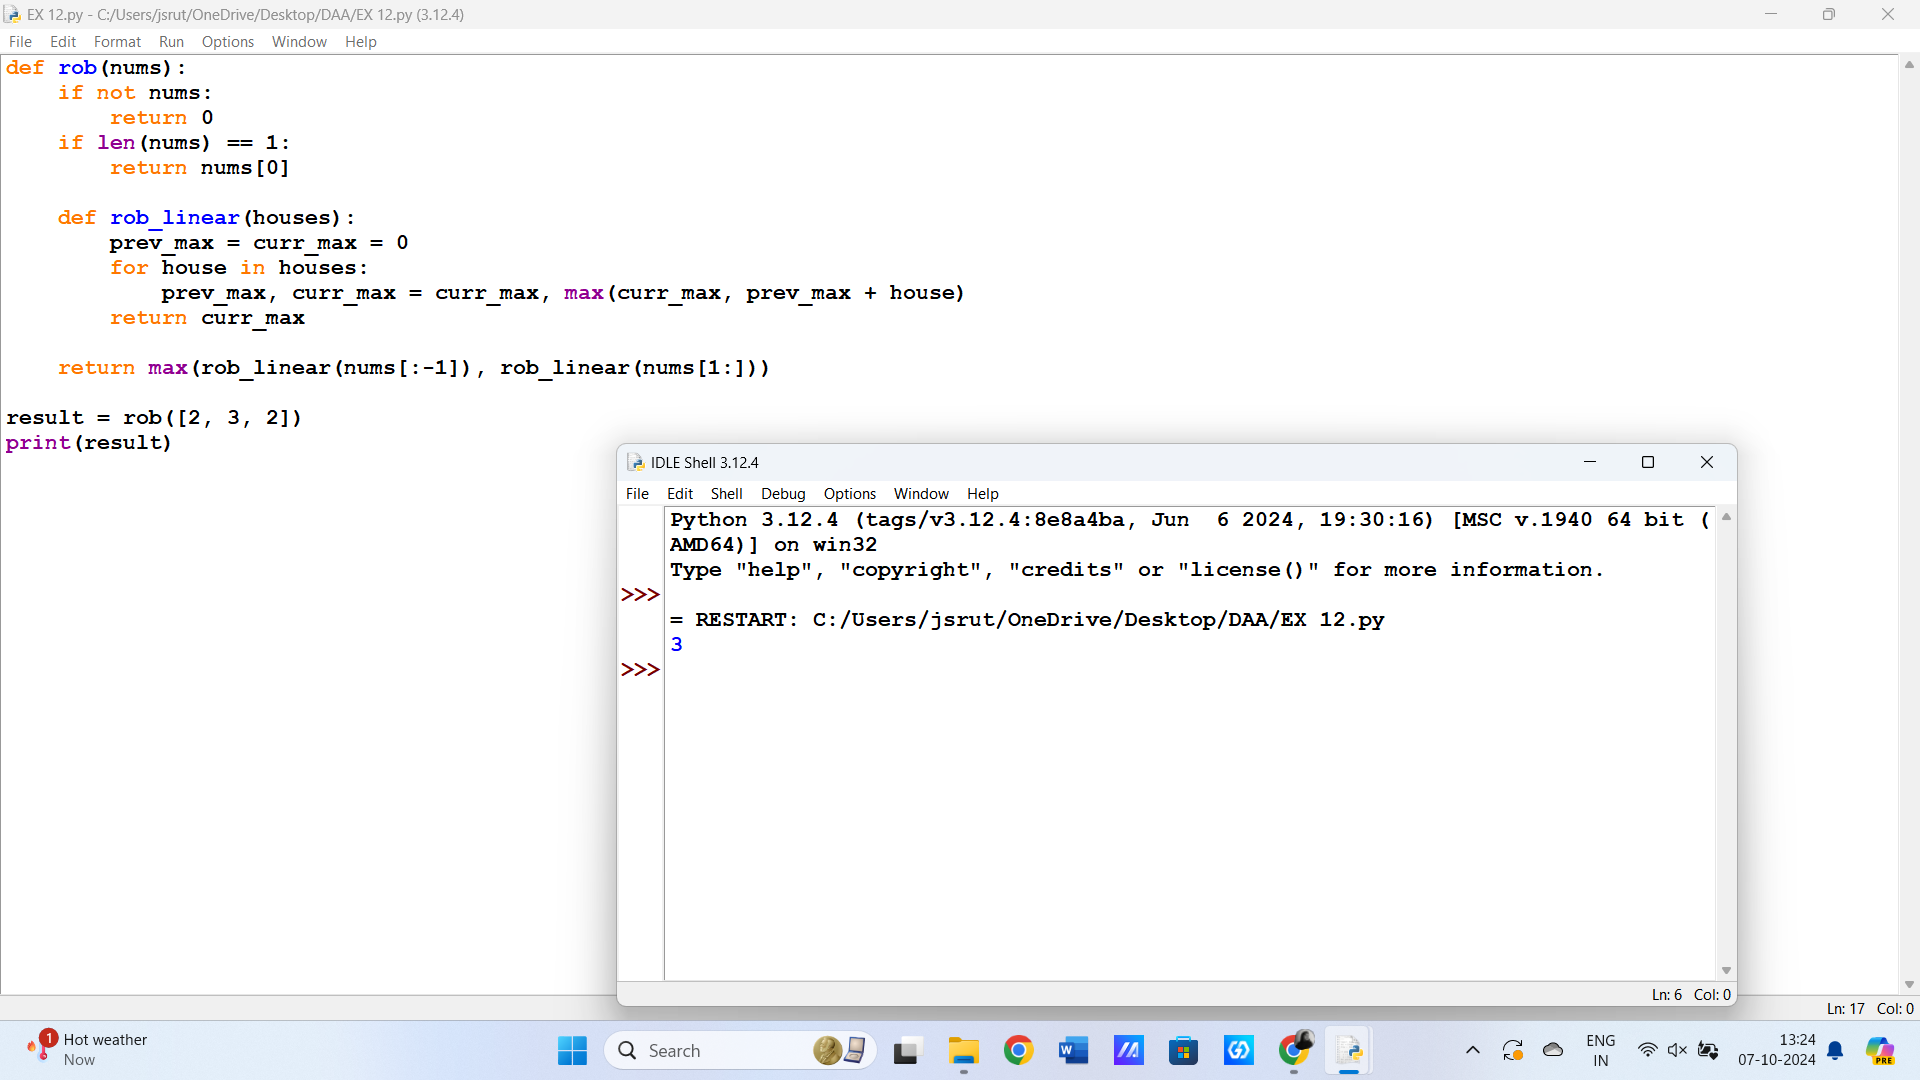 EX 12.py - C:/Users/jsrut/OneDrive/Desktop/DAA/EX 12.py (3.12.4)
File Edit Format Run Options Window Help
def rob(nums):
    if not nums:
        return 0
    if len(nums) == 1:
        return nums[0]
    def rob_linear(houses):
        prev_max = curr_max = 0
        for house in houses:
            prev_max, curr_max = curr_max, max(curr_max, prev_max + house)
        return curr_max
    return max(rob_linear(nums[:-1]), rob_linear(nums[1:]))
result = rob([2, 3, 2])
print(result)
IDLE Shell 3.12.4
File Edit Shell Debug Options Window Help
Python 3.12.4 (tags/v3.12.4:8e8a4ba, Jun  6 2024, 19:30:16) [MSC v.1940 64 bit (
AMD64)] on win32
Type "help", "copyright", "credits" or "license()" for more information.
>>>
= RESTART: C:/Users/jsrut/OneDrive/Desktop/DAA/EX 12.py
3
>>>
Ln: 6 Col: 0
Ln: 17 Col: 0
1
Hot weather
Now
Search
W
PRE
ENG
IN
13:24
07-10-2024